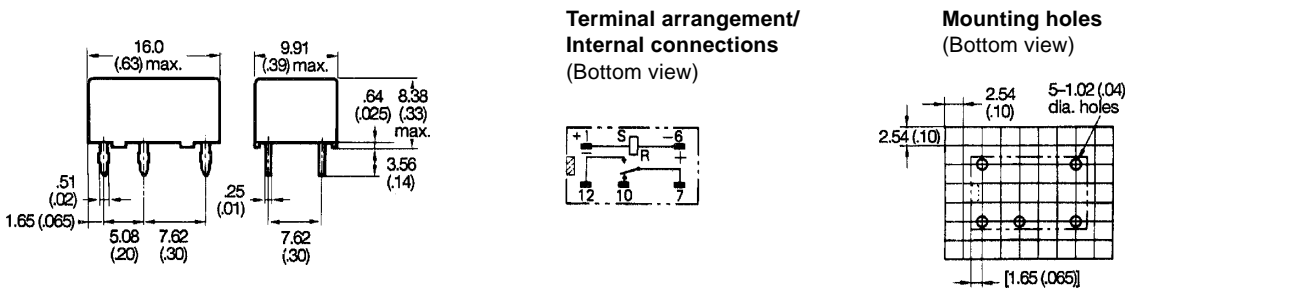 16.0
(.63) max.
9.91
(.39) max.
.64
(.025)
8.38
(.33)
max.
3.56
(.14)
.51
(.02)
1.65 (.065)
5.08
(.20)
7.62
(.30)
.25
(.01)
7.62
(.30)
Terminal arrangement/
Internal connections
(Bottom view)
+1 S −6
− R +
12 10 7
Mounting holes
(Bottom view)
2.54
(.10)
5–1.02 (.04)
dia. holes
2.54 (.10)
[1.65 (.065)]